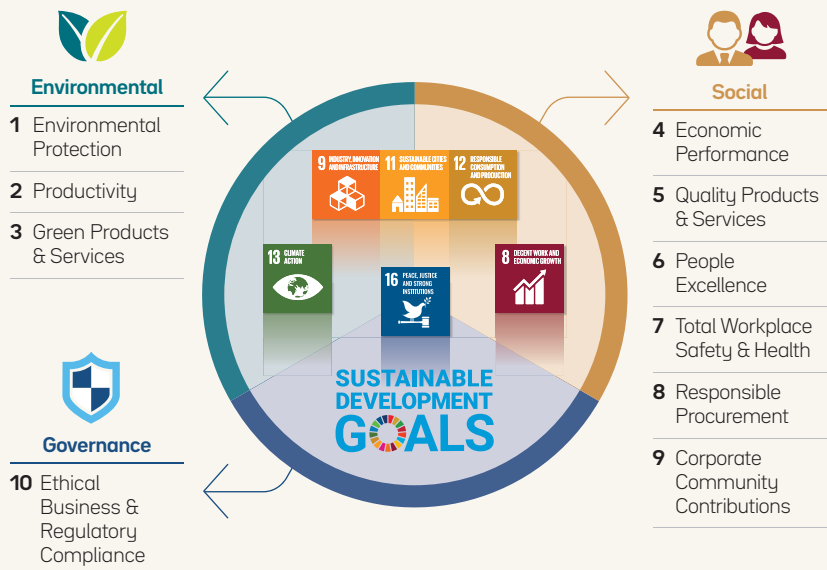 Environmental
1 Environmental
Protection
2 Productivity
3 Green Products
& Services
Governance
10 Ethical
Business &
Regulatory
Compliance
9 INDUSTRY, INNOVATION
AND INFRASTRUCTURE
11 SUSTAINABLE CITIES
AND COMMUNITIES
12 RESPONSIBLE
CONSUMPTION
AND PRODUCTION
13 CLIMATE
ACTION
16 PEACE, JUSTICE
AND STRONG
INSTITUTIONS
8 DECENT WORK AND
ECONOMIC GROWTH
SUSTAINABLE
DEVELOPMENT
GOALS
Social
4 Economic
Performance
5 Quality Products
& Services
6 People
Excellence
7 Total Workplace
Safety & Health
8 Responsible
Procurement
9 Corporate
Community
Contributions